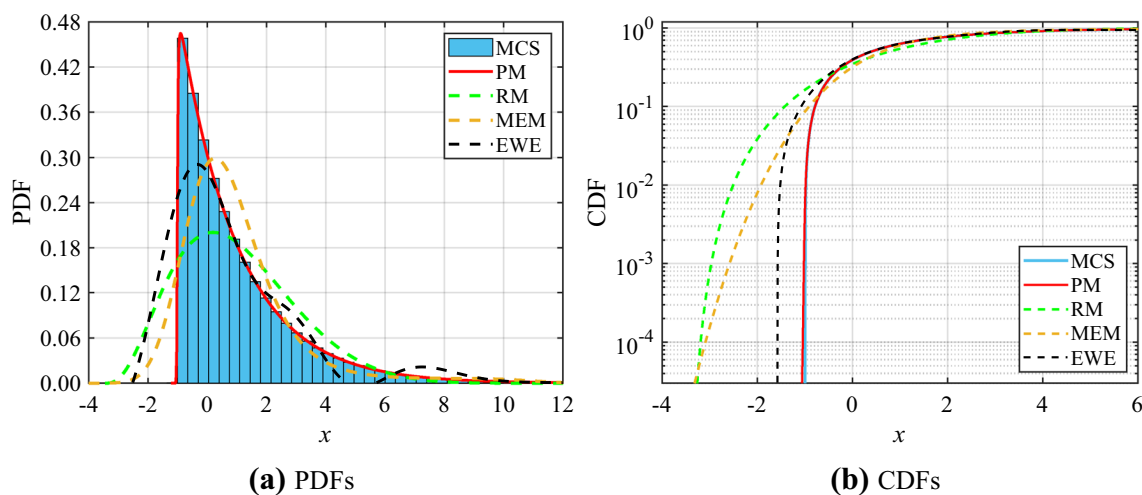 0.48
0.42
0.36
0.30
0.24
0.18
0.12
0.06
0.00
PDF
-4
-2
0
2
4
6
8
10
12
x
MCS
PM
RM
MEM
EWE
(a) PDFs
10^0
10^-1
10^-2
10^-3
10^-4
CDF
-4
-2
0
2
4
6
x
MCS
PM
RM
MEM
EWE
(b) CDFs